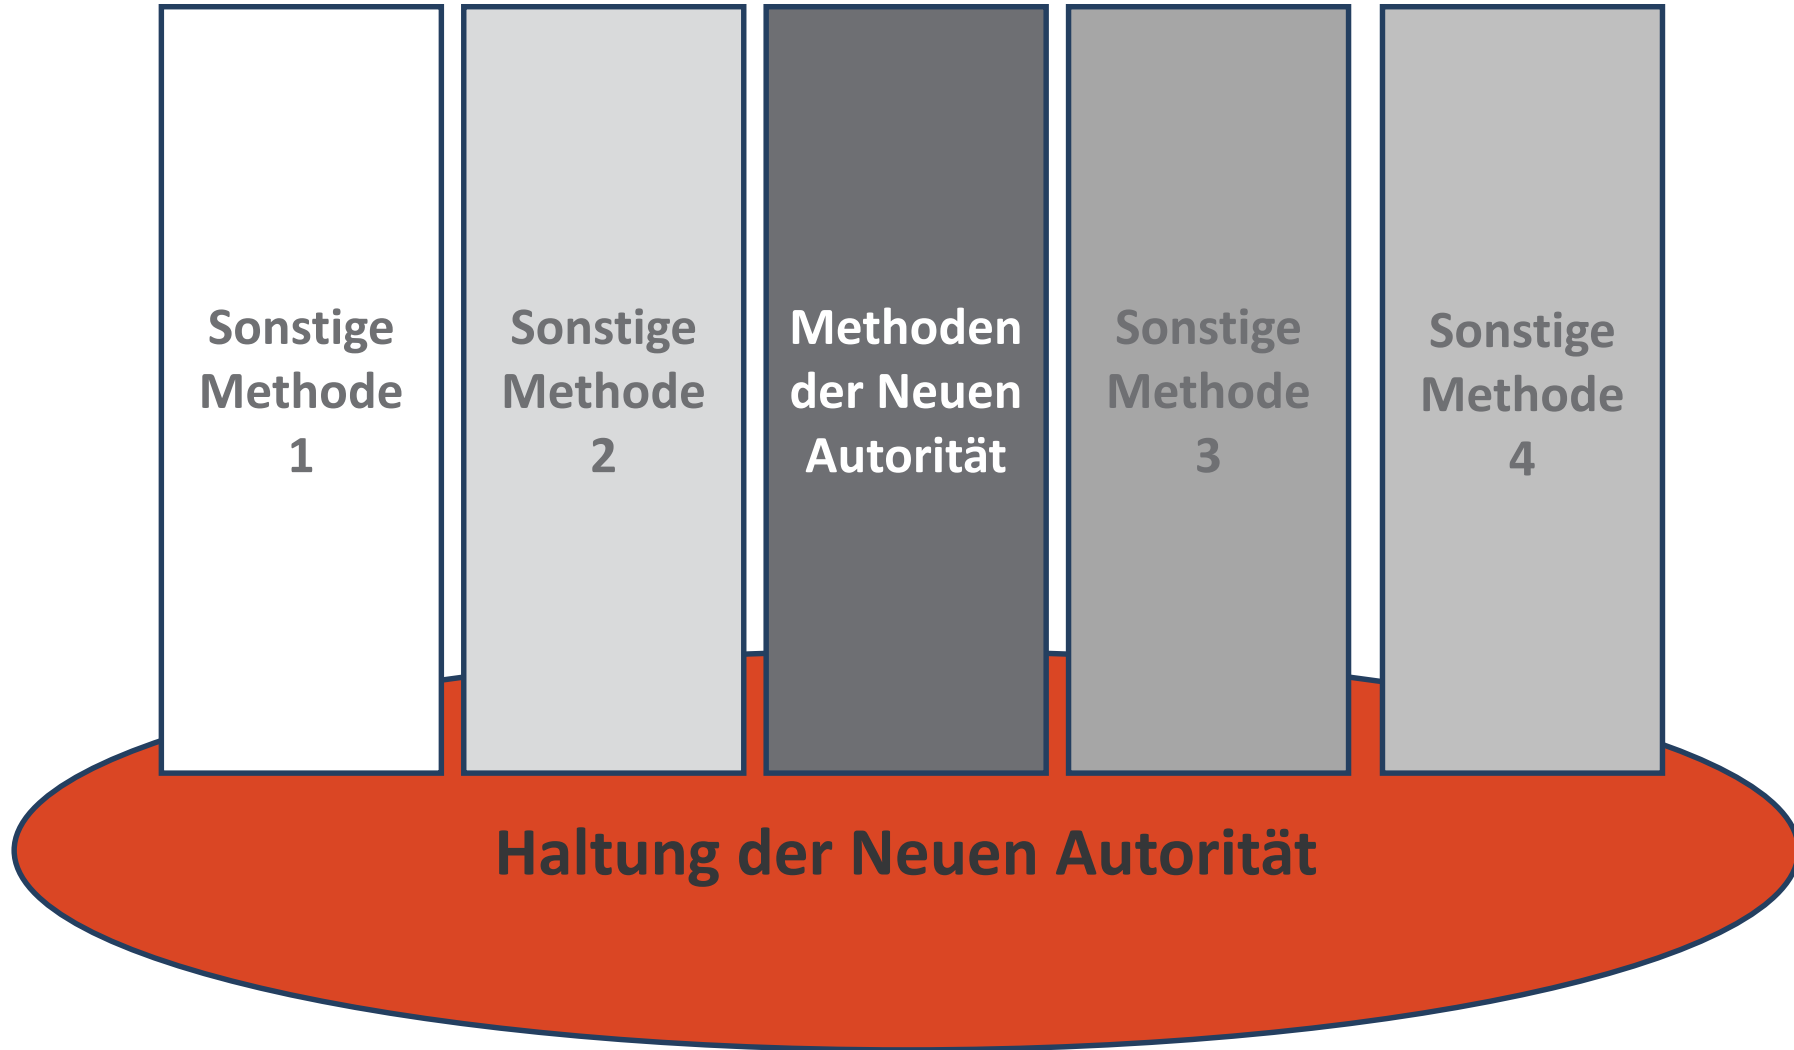 Sonstige
Methode
1
Sonstige
Methode
2
Methoden
der Neuen
Autorität
Sonstige
Methode
3
Sonstige
Methode
4
Haltung der Neuen Autorität